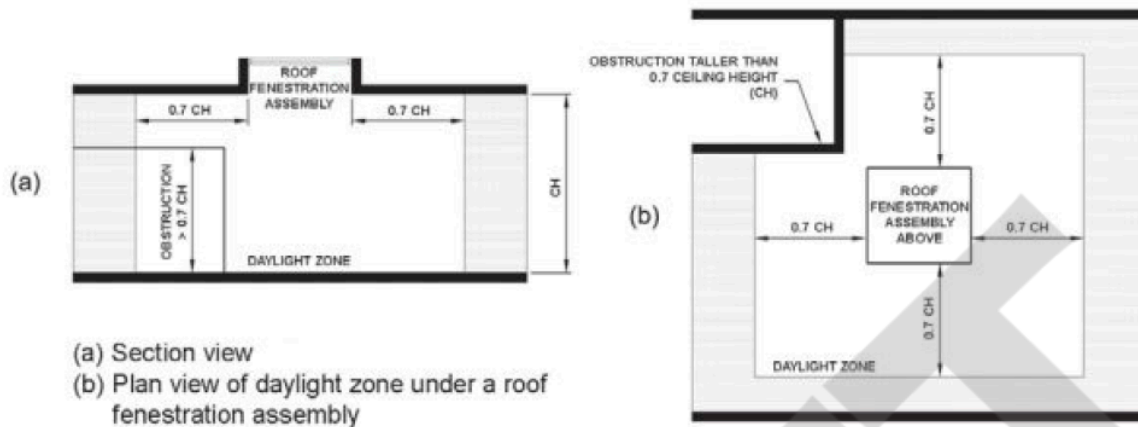 ROOF
FENESTRATION
ASSEMBLY
0.7 CH
0.7 CH
OBSTRUCTION
> 0.7 CH
CH
DAYLIGHT ZONE
(a)
(a) Section view
(b) Plan view of daylight zone under a roof
fenestration assembly
OBSTRUCTION TALLER THAN
0.7 CEILING HEIGHT
(CH)
0.7 CH
(b)
ROOF
FENESTRATION
ASSEMBLY
ABOVE
0.7 CH
0.7 CH
0.7 CH
DAYLIGHT ZONE